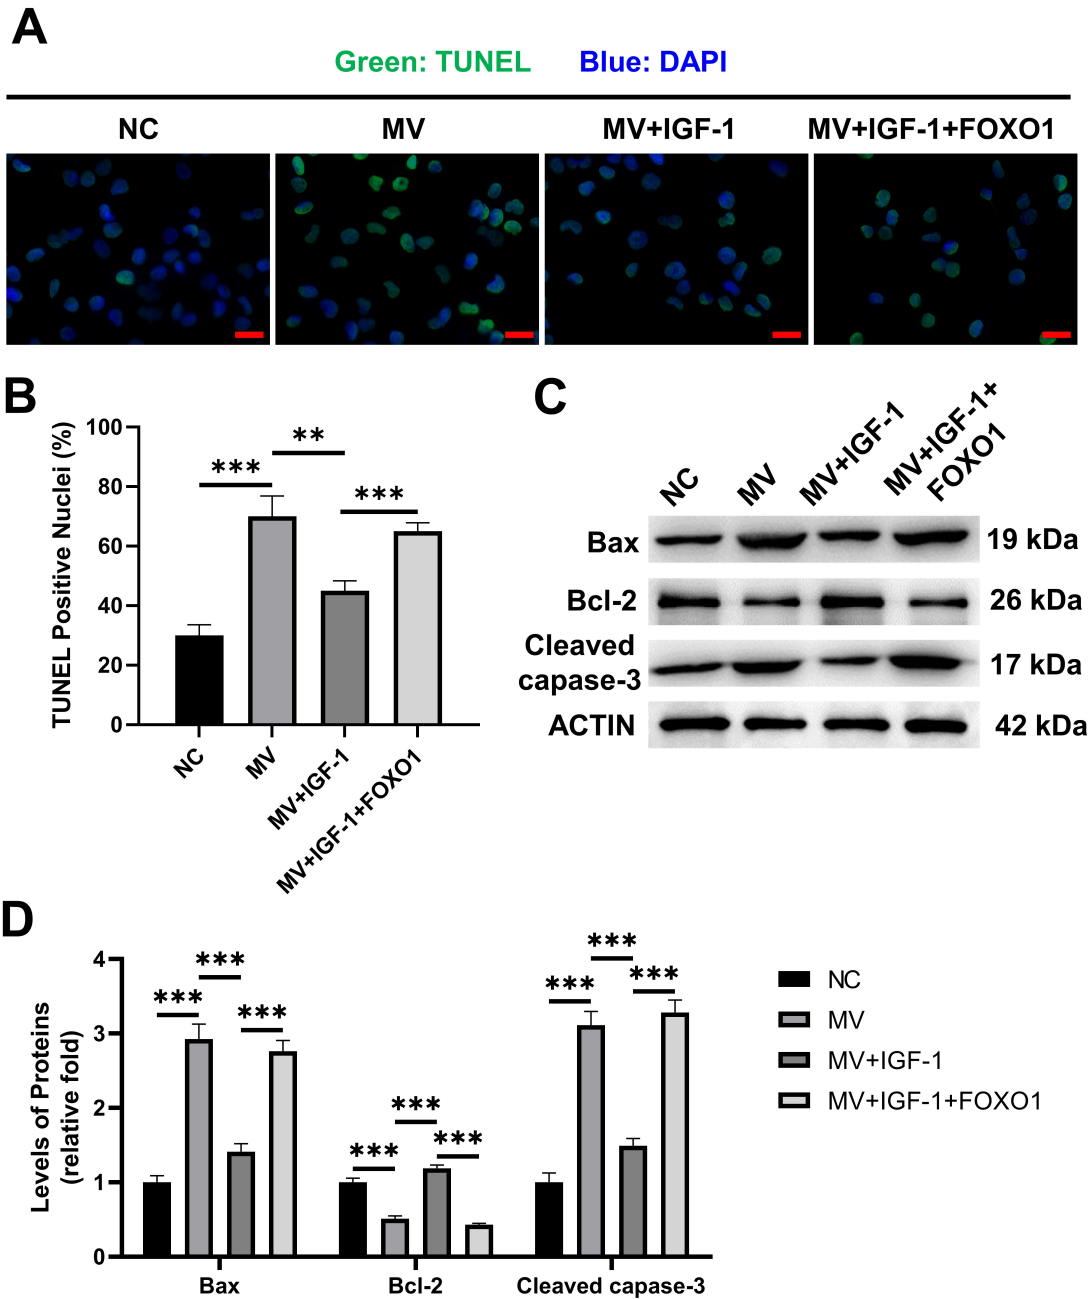 A
Green: TUNEL Blue: DAPI
NC MV MV+IGF-1 MV+IGF-1+FOXO1
B
TUNEL Positive Nuclei (%)
100
80
60
40
20
0
***
**
***
NC
MV
MV+IGF-1
MV+IGF-1+FOXO1
C
NC
MV
MV+IGF-1
MV+IGF-1+
FOXO1
Bax 19 kDa
Bcl-2 26 kDa
Cleaved
capase-3 17 kDa
ACTIN 42 kDa
D
Levels of Proteins
(relative fold)
4
3
2
1
0
***
***
***
***
***
***
***
***
***
Bax Bcl-2 Cleaved capase-3
NC
MV
MV+IGF-1
MV+IGF-1+FOXO1